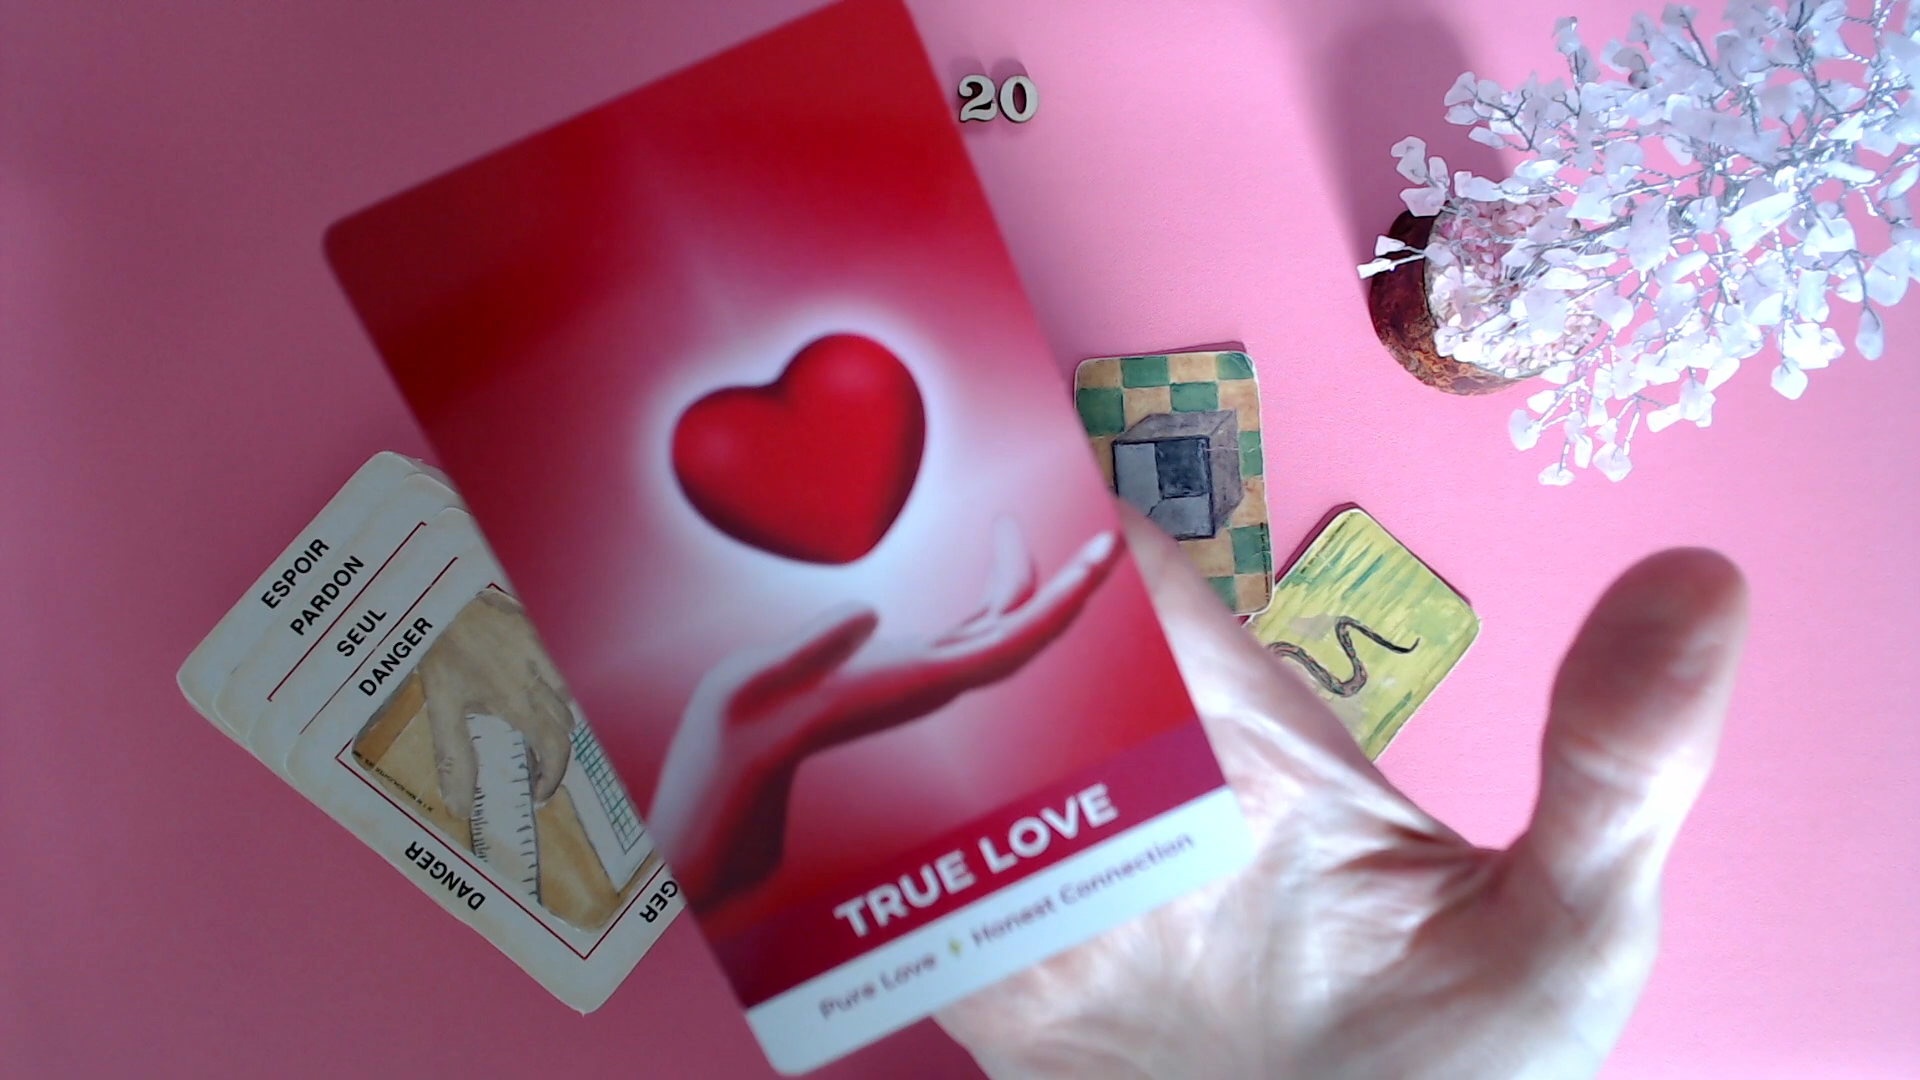 20
ESPOIR
PARDON
SEUL
DANGER
DANGER
GER
TRUE LOVE
Pure Love Honest Connection